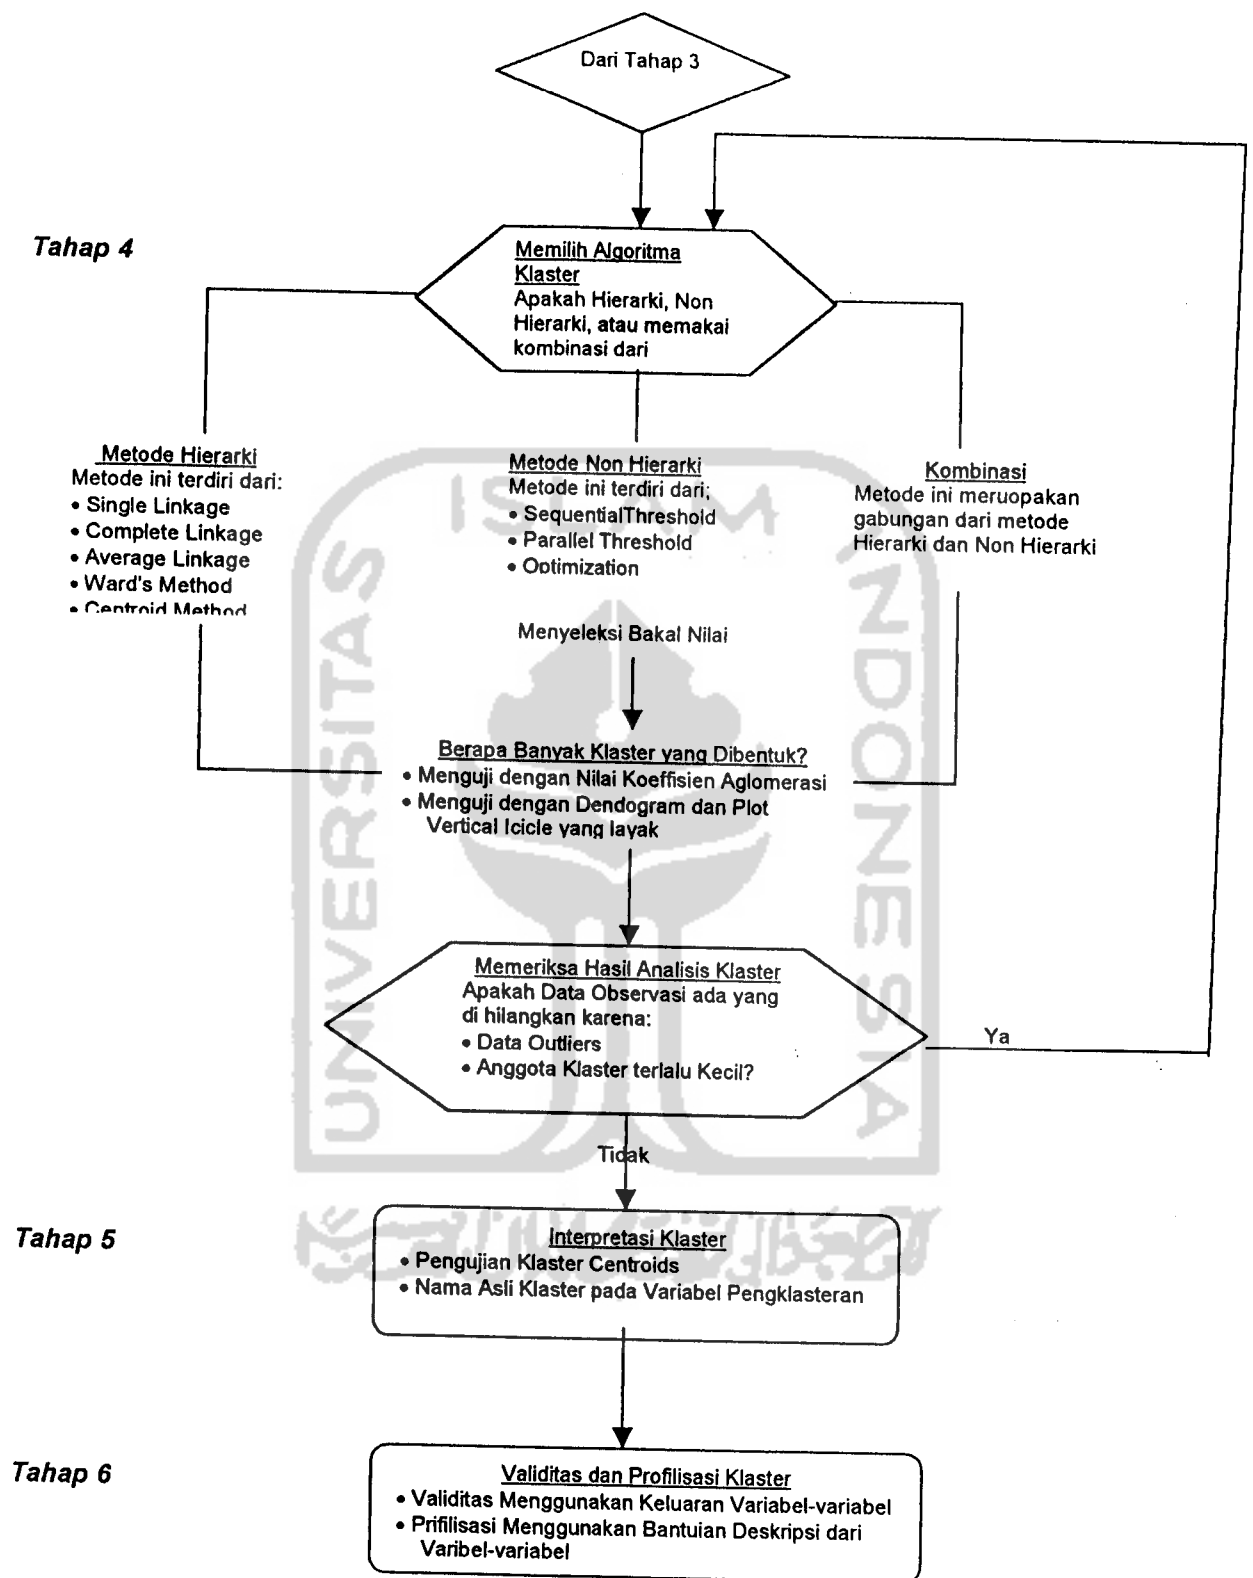 Dari Tahap 3
Tahap 4
Memilih Algoritma
Klaster
Apakah Hierarki, Non
Hierarki, atau memakai
kombinasi dari
Metode Hierarki
Metode ini terdiri dari:
• Single Linkage
• Complete Linkage
• Average Linkage
• Ward's Method
• Centroid Method
Metode Non Hierarki
Metode ini terdiri dari;
• SequentialThreshold
• Parallel Threshold
• Optimization
Menyeleksi Bakal Nilai
Kombinasi
Metode ini meruopakan
gabungan dari metode
Hierarki dan Non Hierarki
Berapa Banyak Klaster yang Dibentuk?
• Menguji dengan Nilai Koeffisien Aglomerasi
• Menguji dengan Dendogram dan Plot
Vertical Icicle yang layak
Memeriksa Hasil Analisis Klaster
Apakah Data Observasi ada yang
di hilangkan karena:
• Data Outliers
• Anggota Klaster terlalu Kecil?
Ya
Tidak
Tahap 5
Interpretasi Klaster
• Pengujian Klaster Centroids
• Nama Asli Klaster pada Variabel Pengklasteran
Tahap 6
Validitas dan Profilisasi Klaster
• Validitas Menggunakan Keluaran Variabel-variabel
• Prifilisasi Menggunakan Bantuian Deskripsi dari
Varibel-variabel
UNIVERSITAS
ISLAM
INDONESIA